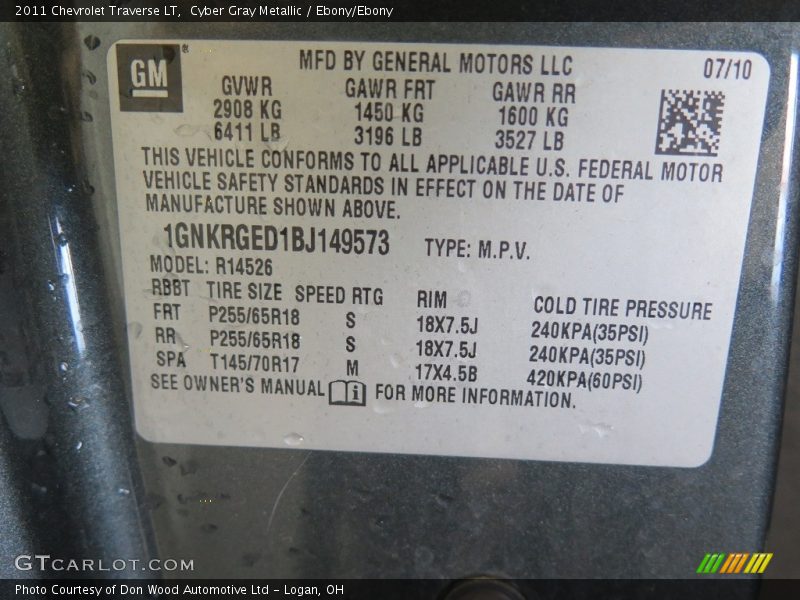 2011 Chevrolet Traverse LT, Cyber Gray Metallic / Ebony/Ebony
GM®
MFD BY GENERAL MOTORS LLC 07/10
GVWR GAWR FRT GAWR RR
2908 KG 1450 KG 1600 KG
6411 LB 3196 LB 3527 LB
THIS VEHICLE CONFORMS TO ALL APPLICABLE U.S. FEDERAL MOTOR
VEHICLE SAFETY STANDARDS IN EFFECT ON THE DATE OF
MANUFACTURE SHOWN ABOVE.
1GNKRGED1BJ149573 TYPE: M.P.V.
MODEL: R14526
RBBT TIRE SIZE SPEED RTG RIM COLD TIRE PRESSURE
FRT P255/65R18 S 18X7.5J 240KPA(35PSI)
RR P255/65R18 S 18X7.5J 240KPA(35PSI)
SPA T145/70R17 M 17X4.5B 420KPA(60PSI)
SEE OWNER'S MANUAL FOR MORE INFORMATION.
GTCARLOT.COM
Photo Courtesy of Don Wood Automotive Ltd - Logan, OH